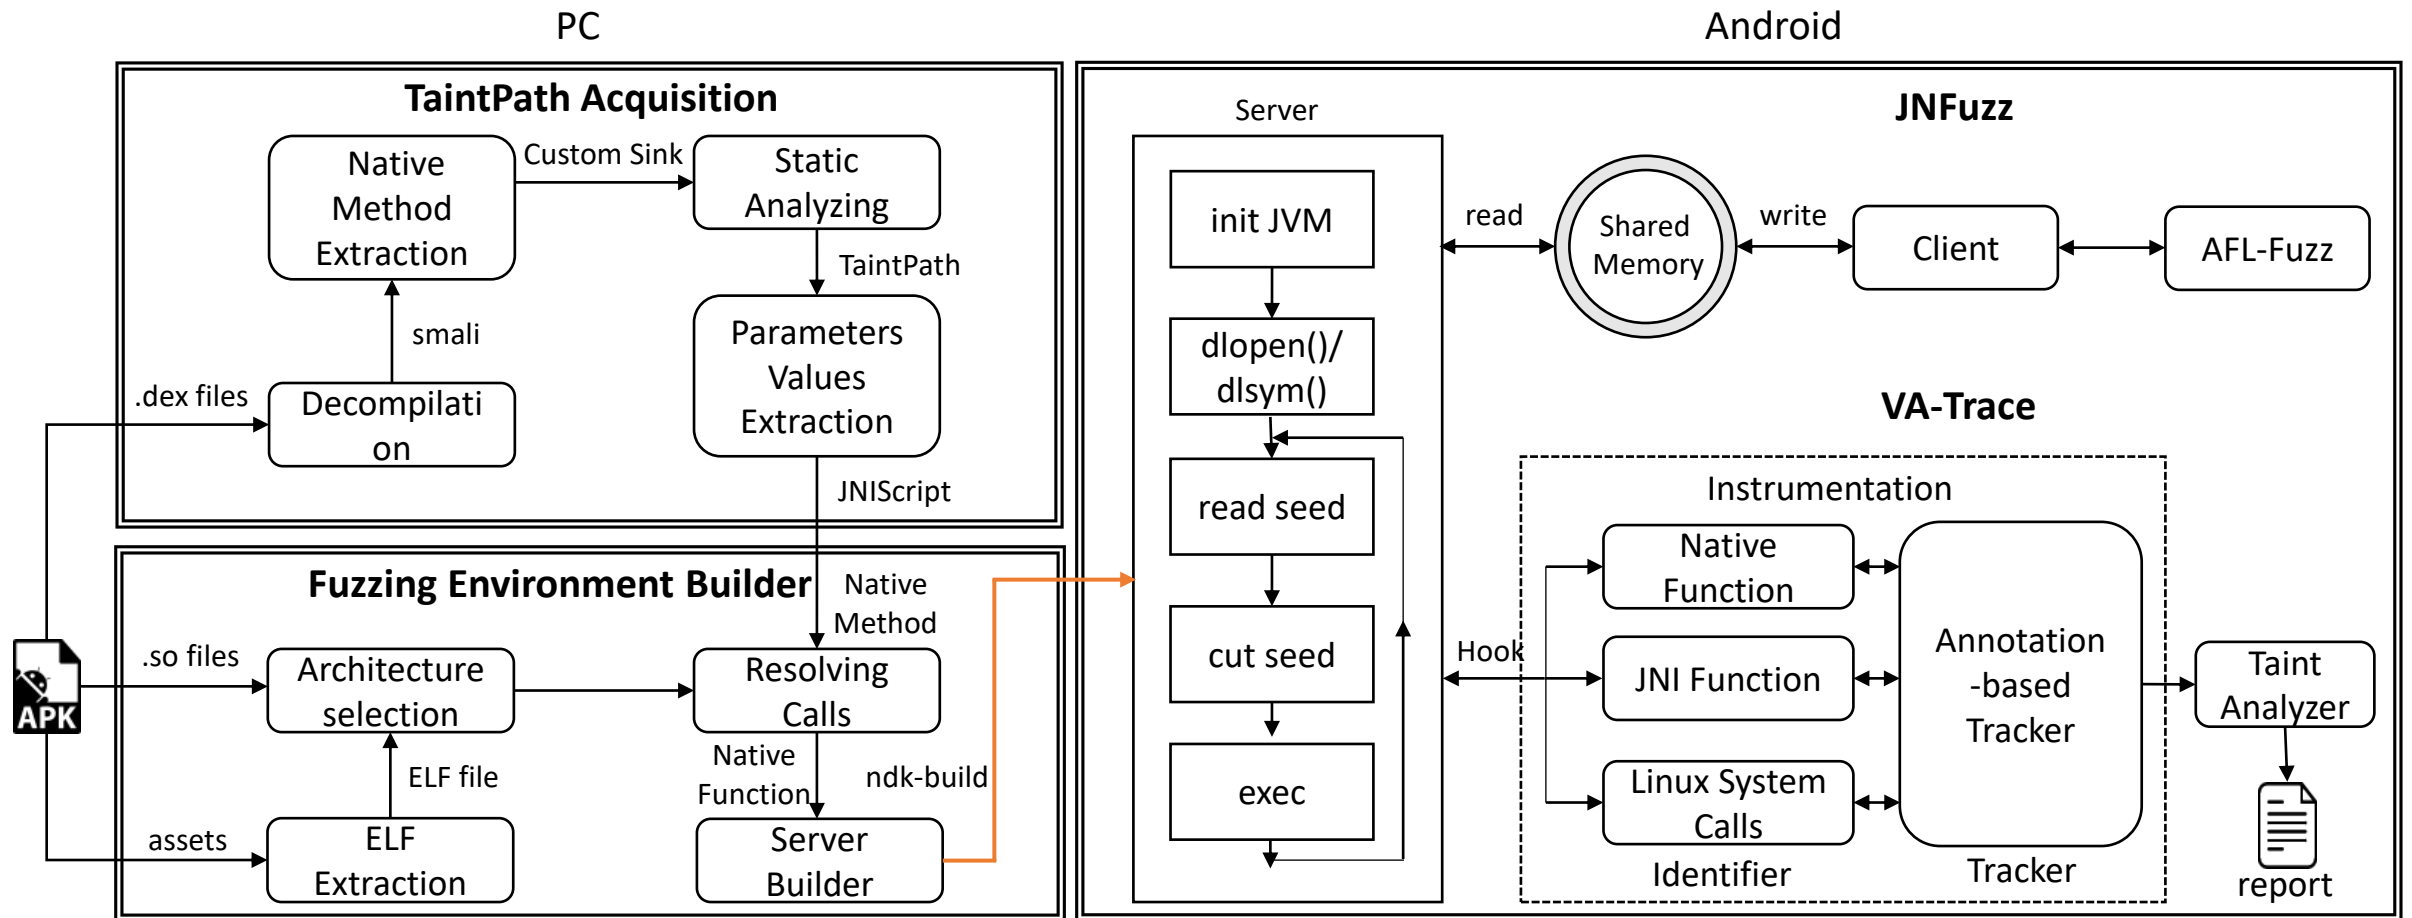 PC
Android
TaintPath Acquisition
Native
Method
Extraction
Custom Sink
Static
Analyzing
TaintPath
smali
Parameters
Values
Extraction
.dex files
Decompilati
on
JNIScript
Fuzzing Environment Builder
Native
Method
.so files
Architecture
selection
Resolving
Calls
APK
ELF file
Native
Function
ndk-build
assets
ELF
Extraction
Server
Builder
Server
JNFuzz
init JVM
read
Shared
Memory
write
Client
AFL-Fuzz
dlopen()/
dlsym()
VA-Trace
read seed
Instrumentation
Native
Function
cut seed
Hook
JNI Function
Annotation
-based
Tracker
Taint
Analyzer
exec
Linux System
Calls
Identifier
Tracker
report